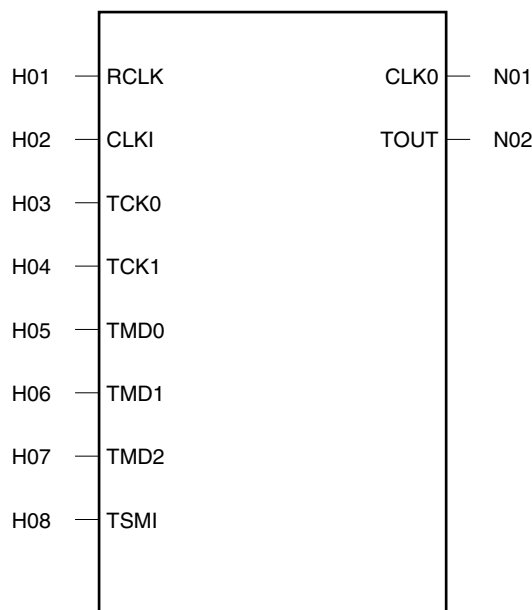 H01 RCLK CLK0 N01
H02 CLKI TOUT N02
H03 TCK0
H04 TCK1
H05 TMD0
H06 TMD1
H07 TMD2
H08 TSMI